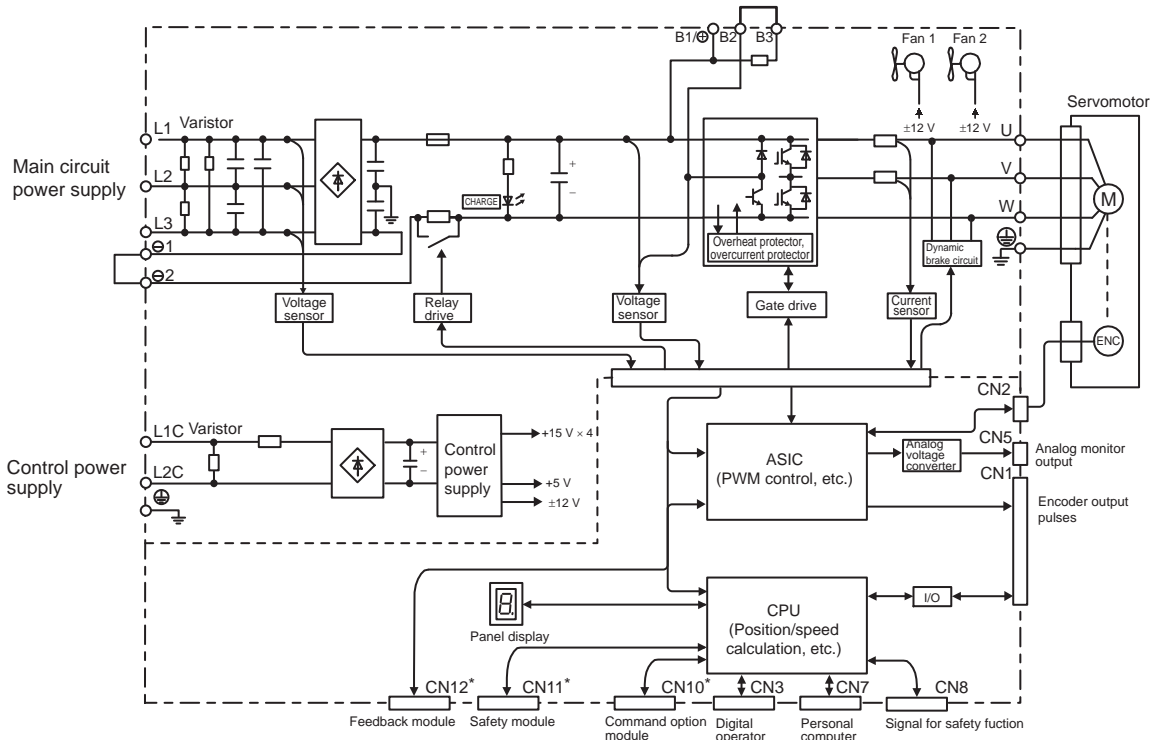 B1/⊕ B2 B3
Fan 1 Fan 2
±12 V ±12 V
Servomotor
L1 Varistor
U
Main circuit
power supply
L2
V
L3
W
M
CHARGE
+
–
⊖1
⊖2
Overheat protector,
overcurrent protector
Dynamic
brake circuit
Voltage
sensor
Relay
drive
Voltage
sensor
Gate drive
Current
sensor
ENC
CN2
L1C Varistor
+15 V × 4
Control power
supply
L2C
+
–
Control
power
supply
+5 V
±12 V
ASIC
(PWM control, etc.)
Analog
voltage
converter
CN5
Analog monitor
output
CN1
Encoder output
pulses
8.
Panel display
CPU
(Position/speed
calculation, etc.)
I/O
CN12* CN11* CN10* CN3 CN7 CN8
Feedback module
Safety module
Command option
module
Digital
operator
Personal
computer
Signal for safety fuction